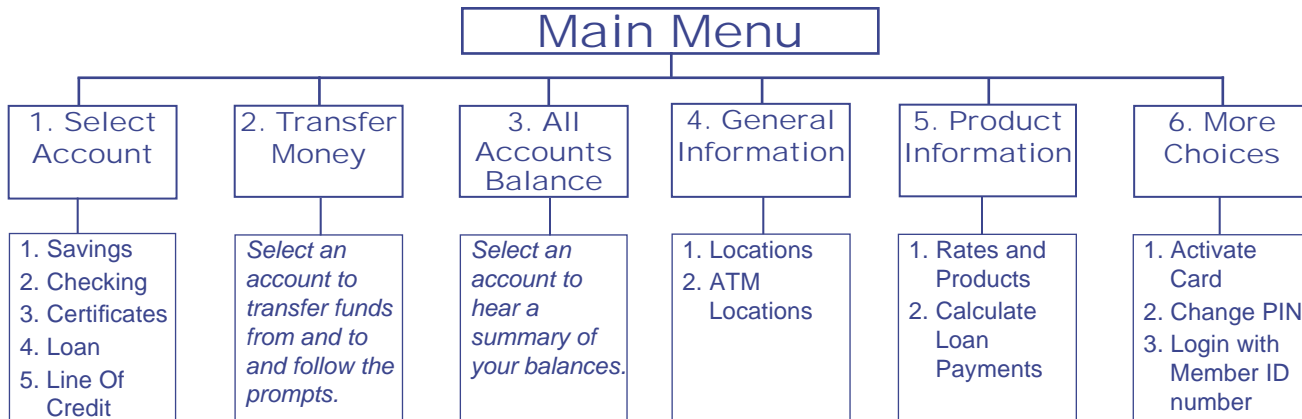 Main Menu
1. Select
Account
2. Transfer
Money
3. All
Accounts
Balance
4. General
Information
5. Product
Information
6. More
Choices
1. Savings
2. Checking
3. Certificates
4. Loan
5. Line Of
Credit
Select an
account to
transfer funds
from and to
and follow the
prompts.
Select an
account to
hear a
summary of
your balances.
1. Locations
2. ATM
Locations
1. Rates and
Products
2. Calculate
Loan
Payments
1. Activate
Card
2. Change PIN
3. Login with
Member ID
number